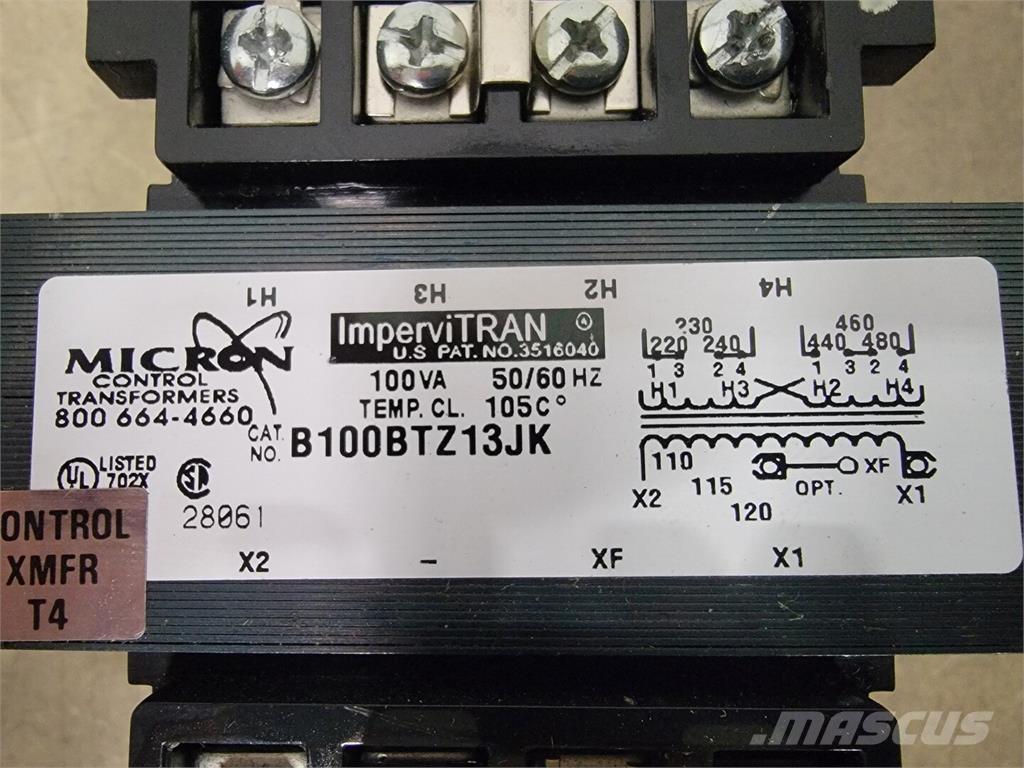 H1 H3 H2 H4
MICRON
CONTROL
TRANSFORMERS
800 664-4660
ImperviTRAN
U.S PAT. NO. 3516040
100VA 50/60 HZ
TEMP. CL. 105C°
CAT. NO. B100BTZ13JK
UL LISTED
702X
28061
230
220 240
1 3 2 4
H1 H3
460
440 480
1 3 2 4
H2 H4
110
115
120
X2
OPT.
XF
X1
X2 - XF X1
CONTROL
XMFR
T4
MASCUS